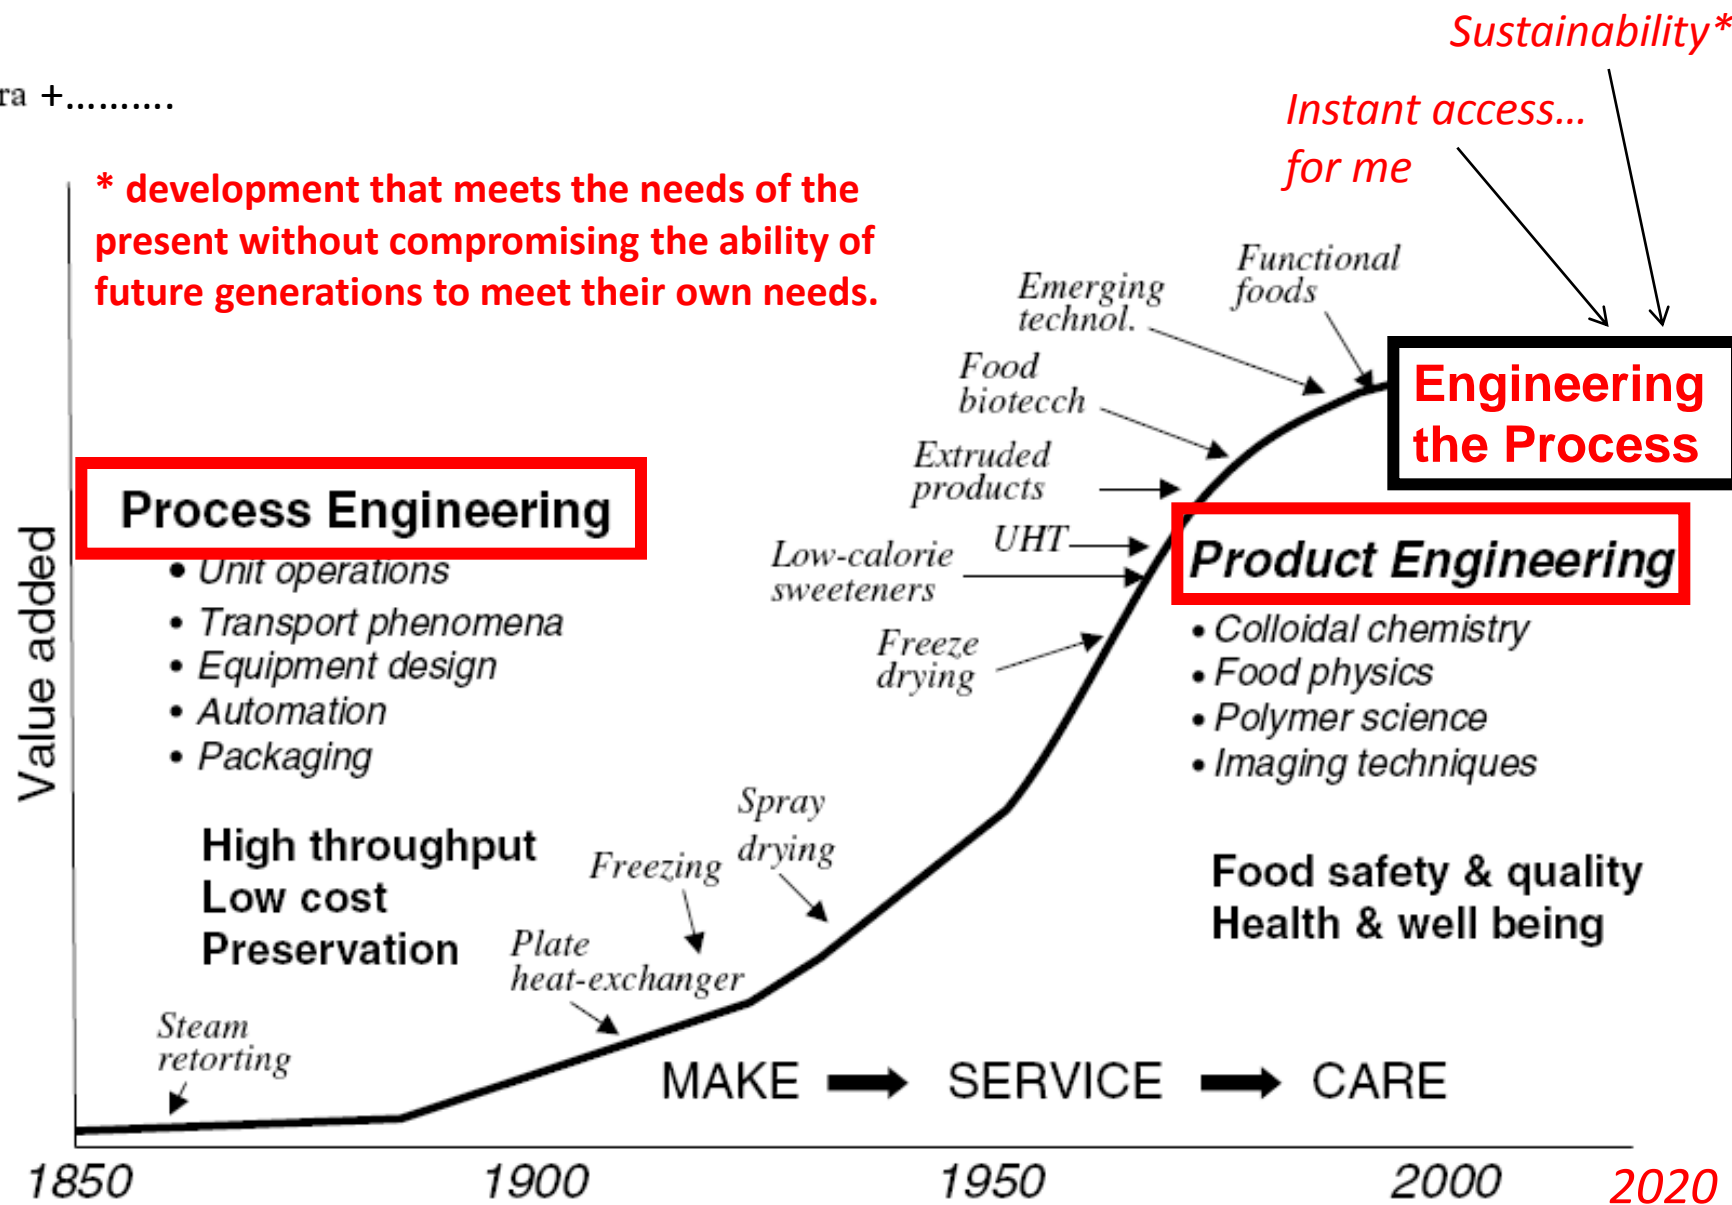 Sustainability*
ra +..........
Instant access...
for me
* development that meets the needs of the
present without compromising the ability of
future generations to meet their own needs.
Functional
foods
Emerging
technol.
Food
biotecch
Engineering
the Process
Extruded
products
Process Engineering
UHT
Low-calorie
sweeteners
Product Engineering
• Unit operations
• Transport phenomena
• Equipment design
• Automation
• Packaging
Freeze
drying
• Colloidal chemistry
• Food physics
• Polymer science
• Imaging techniques
Value added
Spray
drying
High throughput
Low cost
Preservation
Freezing
Food safety & quality
Health & well being
Plate
heat-exchanger
Steam
retorting
MAKE ➡ SERVICE ➡ CARE
1850 1900 1950 2000 2020